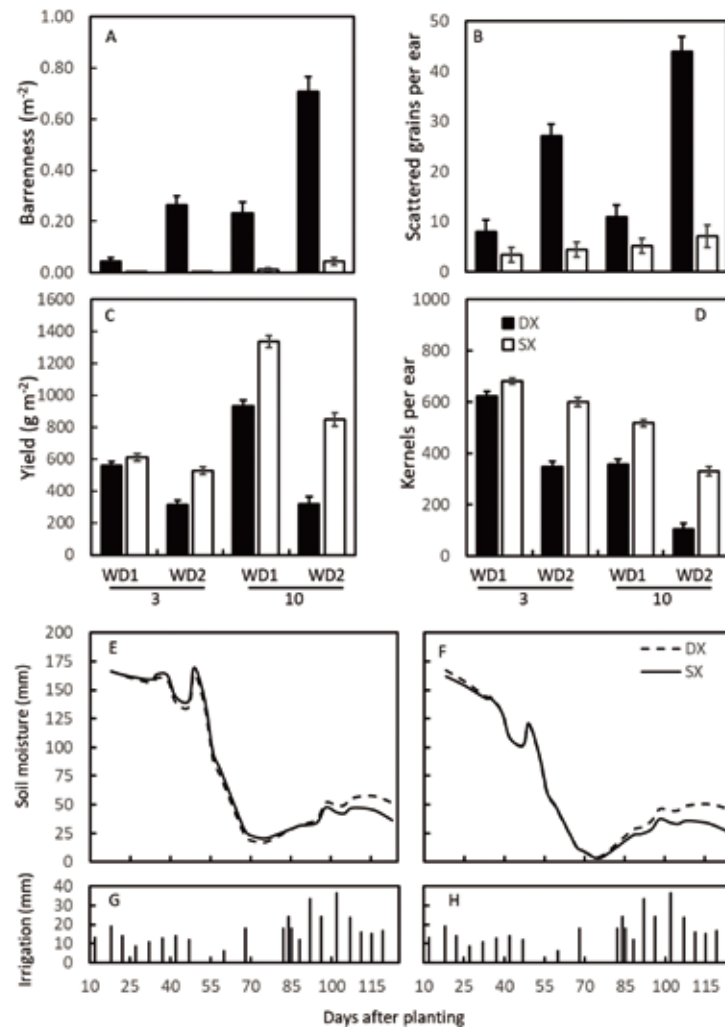 A
1.00
0.80
0.60
0.40
0.20
0.00
Barrenness (m⁻²)
B
50
40
30
20
10
0
Scattered grains per ear
C
1600
1400
1200
1000
800
600
400
200
0
Yield (g m⁻²)
WD1 WD2 WD1 WD2
3 10
DX
SX
D
1000
800
600
400
200
0
Kernels per ear
WD1 WD2 WD1 WD2
3 10
E
200
175
150
125
100
75
50
25
0
Soil moisture (mm)
F
DX
SX
G
40
30
20
10
0
Irrigation (mm)
10 25 40 55 70 85 100 115
H
10 25 40 55 70 85 100 115
Days after planting